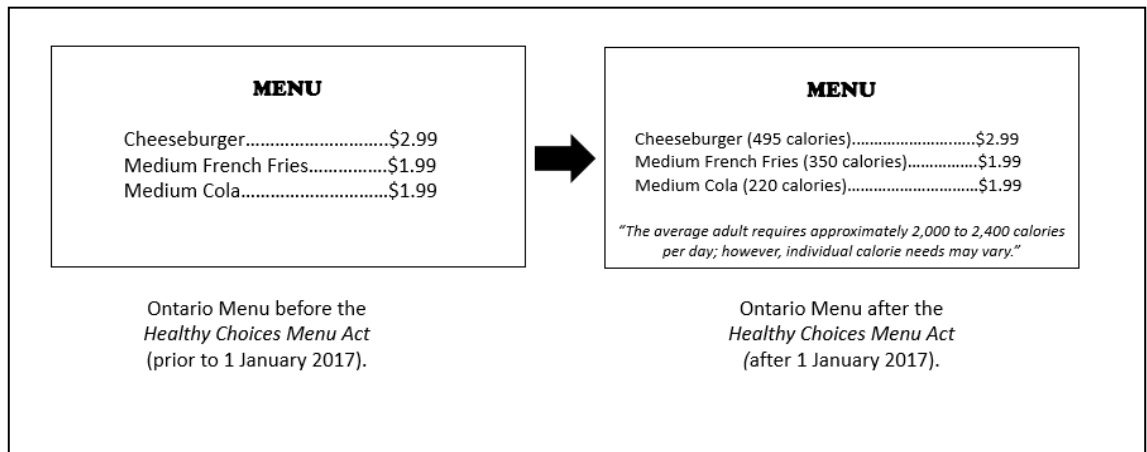 MENU
Cheeseburger................................$2.99
Medium French Fries...............$1.99
Medium Cola..............................$1.99
Ontario Menu before the
Healthy Choices Menu Act
(prior to 1 January 2017).
MENU
Cheeseburger (495 calories)............................$2.99
Medium French Fries (350 calories)................$1.99
Medium Cola (220 calories)..............................$1.99
“The average adult requires approximately 2,000 to 2,400 calories
per day; however, individual calorie needs may vary.”
Ontario Menu after the
Healthy Choices Menu Act
(after 1 January 2017).